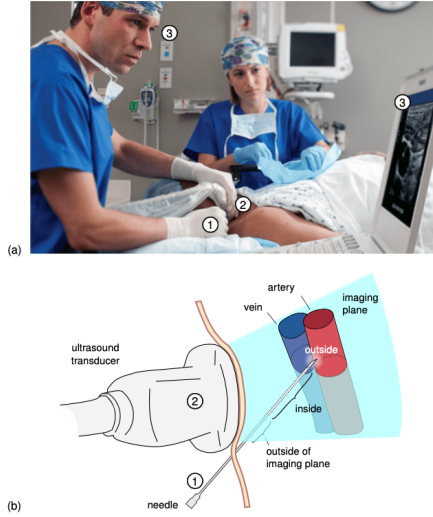 ③
③
②
①
(a)
artery
vein
imaging
plane
ultrasound
transducer
outside
②
inside
outside of
imaging plane
①
needle
(b)